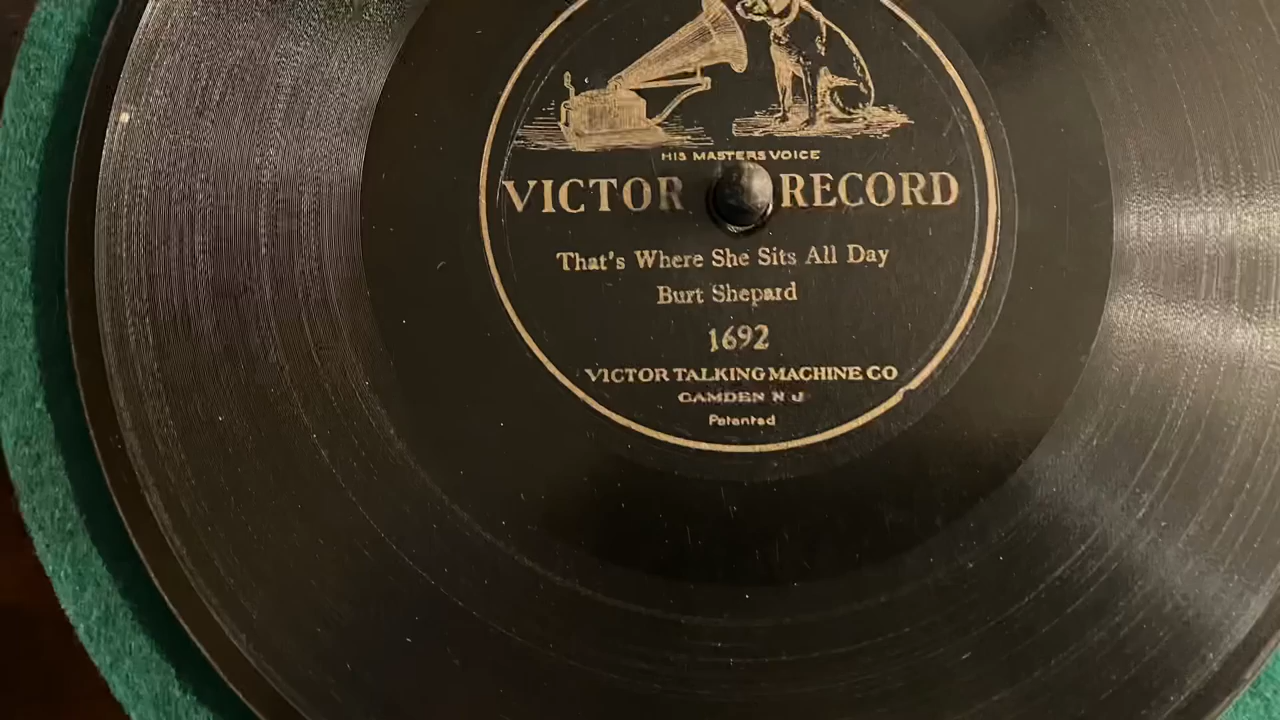 HIS MASTERS VOICE
VICTOR RECORD
That's Where She Sits All Day
Burt Shepard
1692
VICTOR TALKING MACHINE CO
CAMDEN N J
Patented